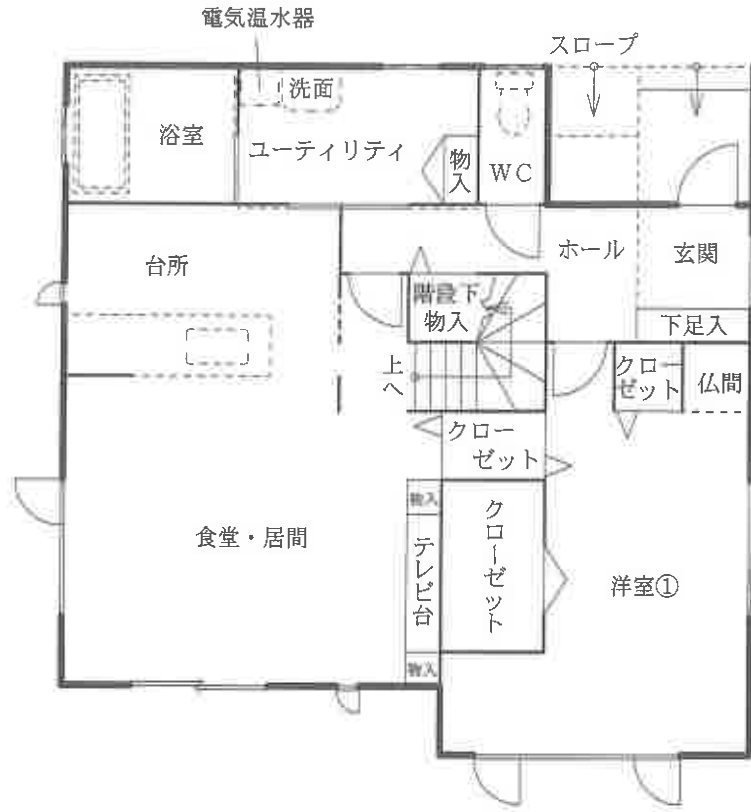 電気温水器
スロープ
洗面
浴室
ユーティリティ
物入
WC
台所
ホール
玄関
階段下
物入
下足入
上へ
クロー
ゼット
仏間
クロー
ゼット
物入
クローゼット
食堂・居間
テレビ台
洋室①
物入